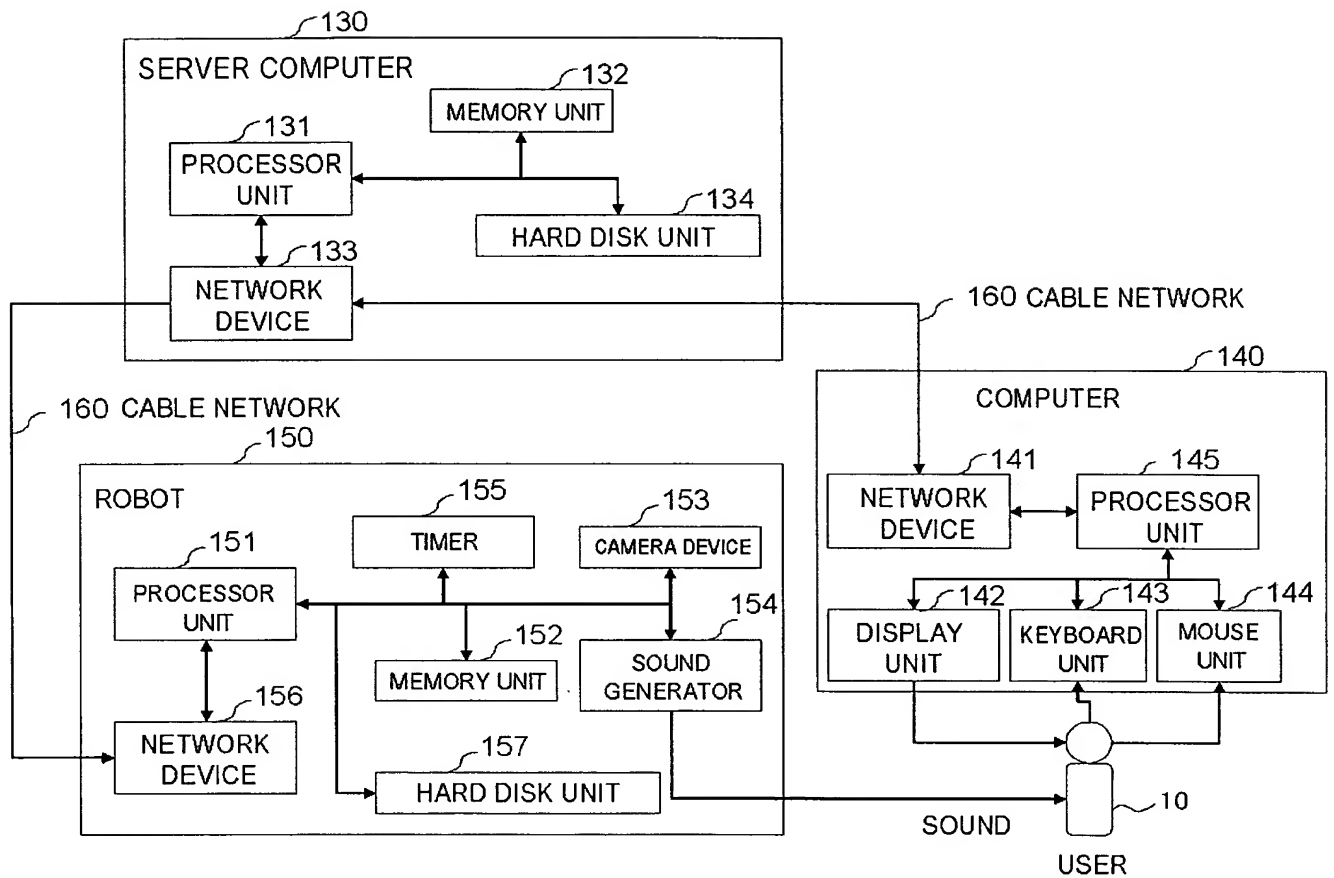 130
SERVER COMPUTER
132
MEMORY UNIT
131
PROCESSOR
UNIT
134
HARD DISK UNIT
133
NETWORK
DEVICE
160 CABLE NETWORK
140
COMPUTER
141
NETWORK
DEVICE
145
PROCESSOR
UNIT
142
DISPLAY
UNIT
143
KEYBOARD
UNIT
144
MOUSE
UNIT
160 CABLE NETWORK
150
ROBOT
155
TIMER
153
CAMERA DEVICE
151
PROCESSOR
UNIT
154
SOUND
GENERATOR
152
MEMORY UNIT
156
NETWORK
DEVICE
157
HARD DISK UNIT
SOUND
10
USER